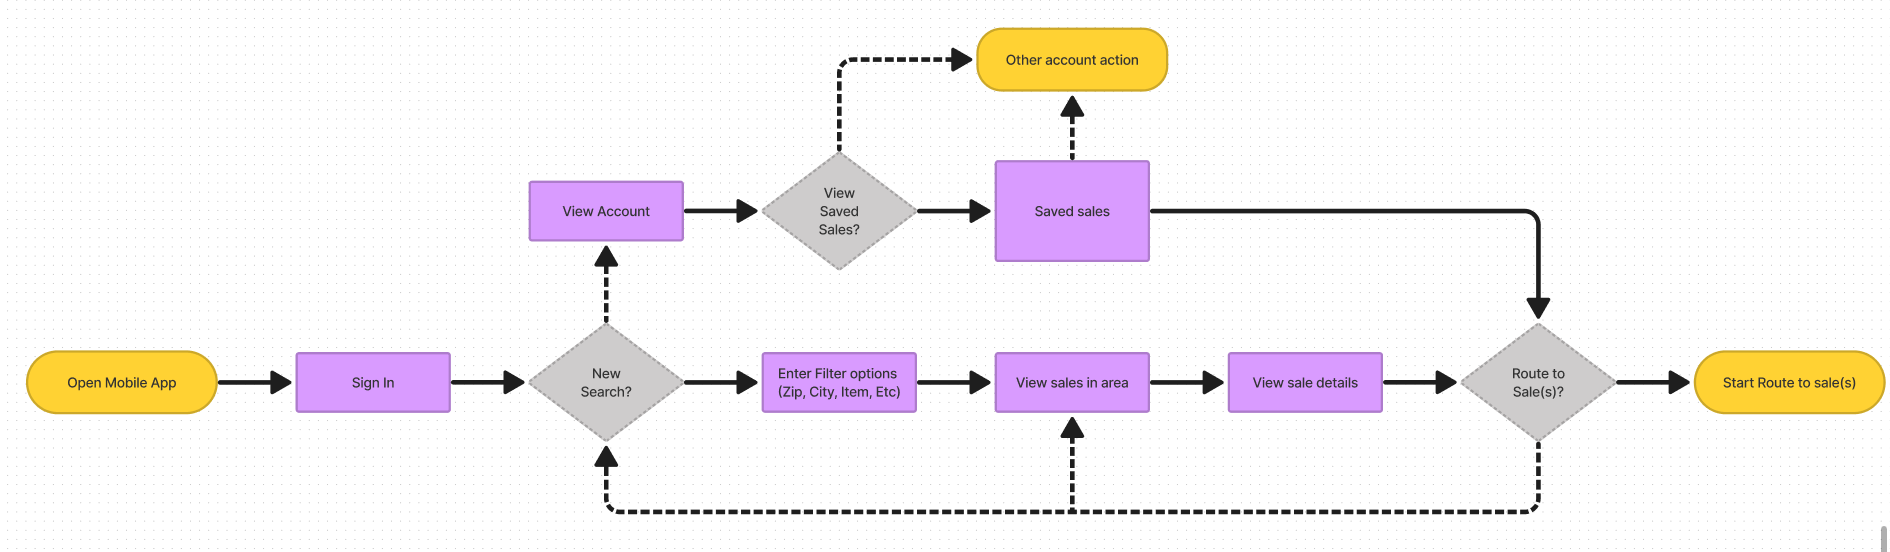 Other account action
View
Saved
Sales?
View Account
Saved sales
Open Mobile App
Sign In
New
Search?
Enter Filter options
(Zip, City, Item, Etc)
View sales in area
View sale details
Route to
Sale(s)?
Start Route to sale(s)